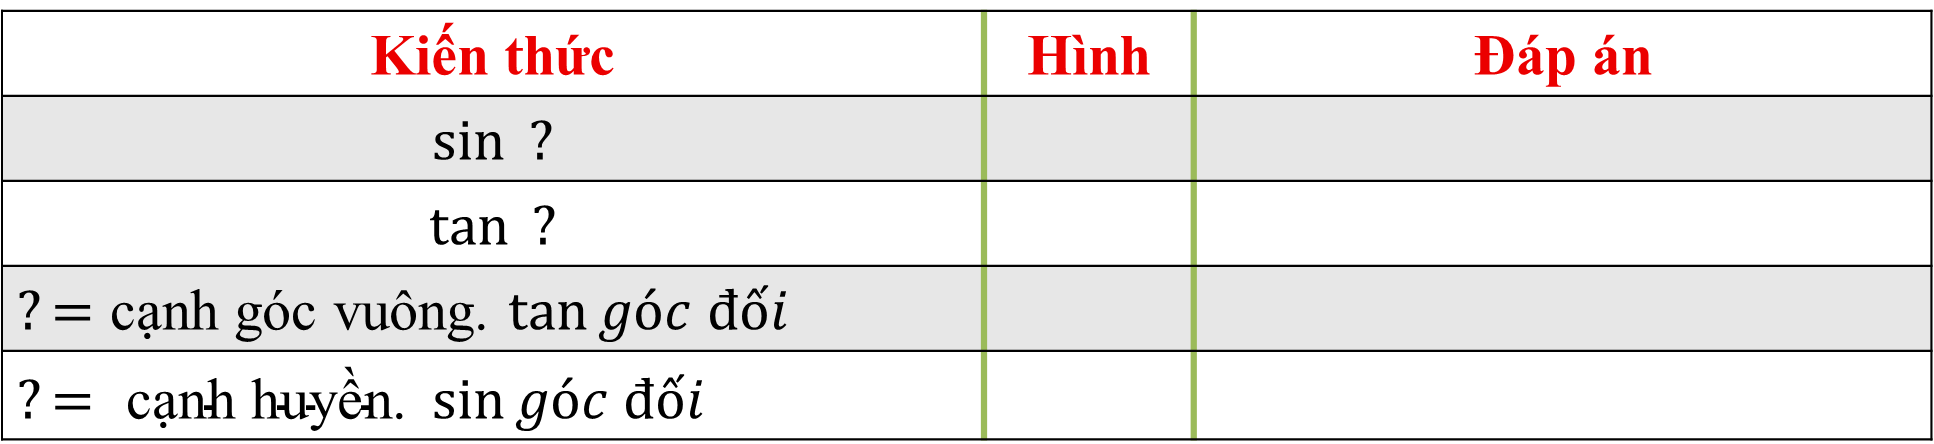 Kiến thức Hình Đáp án
sin ?
tan ?
? = cạnh góc vuông. tan góc đối
? = cạnh huyền. sin góc đối